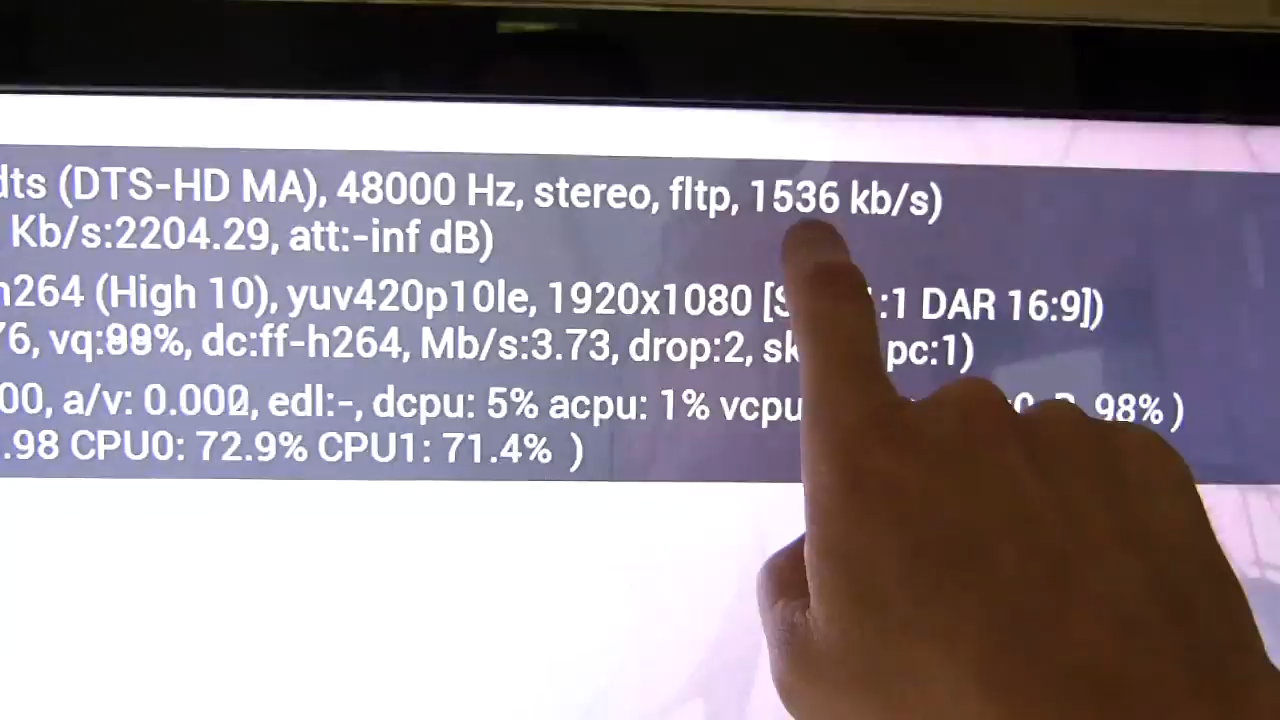 dts (DTS-HD MA), 48000 Hz, stereo, fltp, 1536 kb/s)
Kb/s:2204.29, att:-inf dB)
h264 (High 10), yuv420p10le, 1920x1080 [S :1 DAR 16:9])
76, vq:99%, dc:ff-h264, Mb/s:3.73, drop:2, sk pc:1)
00, a/v: 0.000, edl:-, dcpu: 5% acpu: 1% vcpu 98% )
.98 CPU0: 72.9% CPU1: 71.4% )